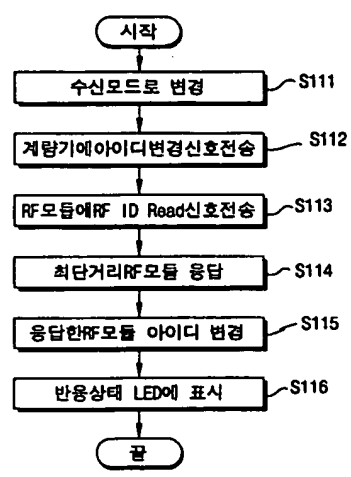 시작
수신모드로 변경
S111
계량기에아이디변경신호전송
S112
RF모듈에RF ID Read신호전송
S113
최단거리RF모듈 응답
S114
응답한RF모듈 아이디 변경
S115
반응상태 LED에 표시
S116
끝